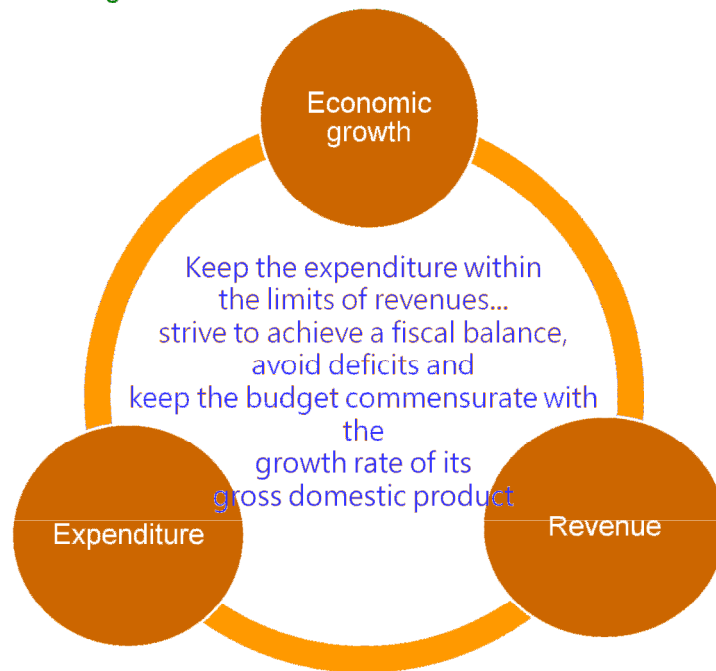 Economic
growth
Keep the expenditure within
the limits of revenues...
strive to achieve a fiscal balance,
avoid deficits and
keep the budget commensurate with
the
growth rate of its
gross domestic product
Expenditure
Revenue